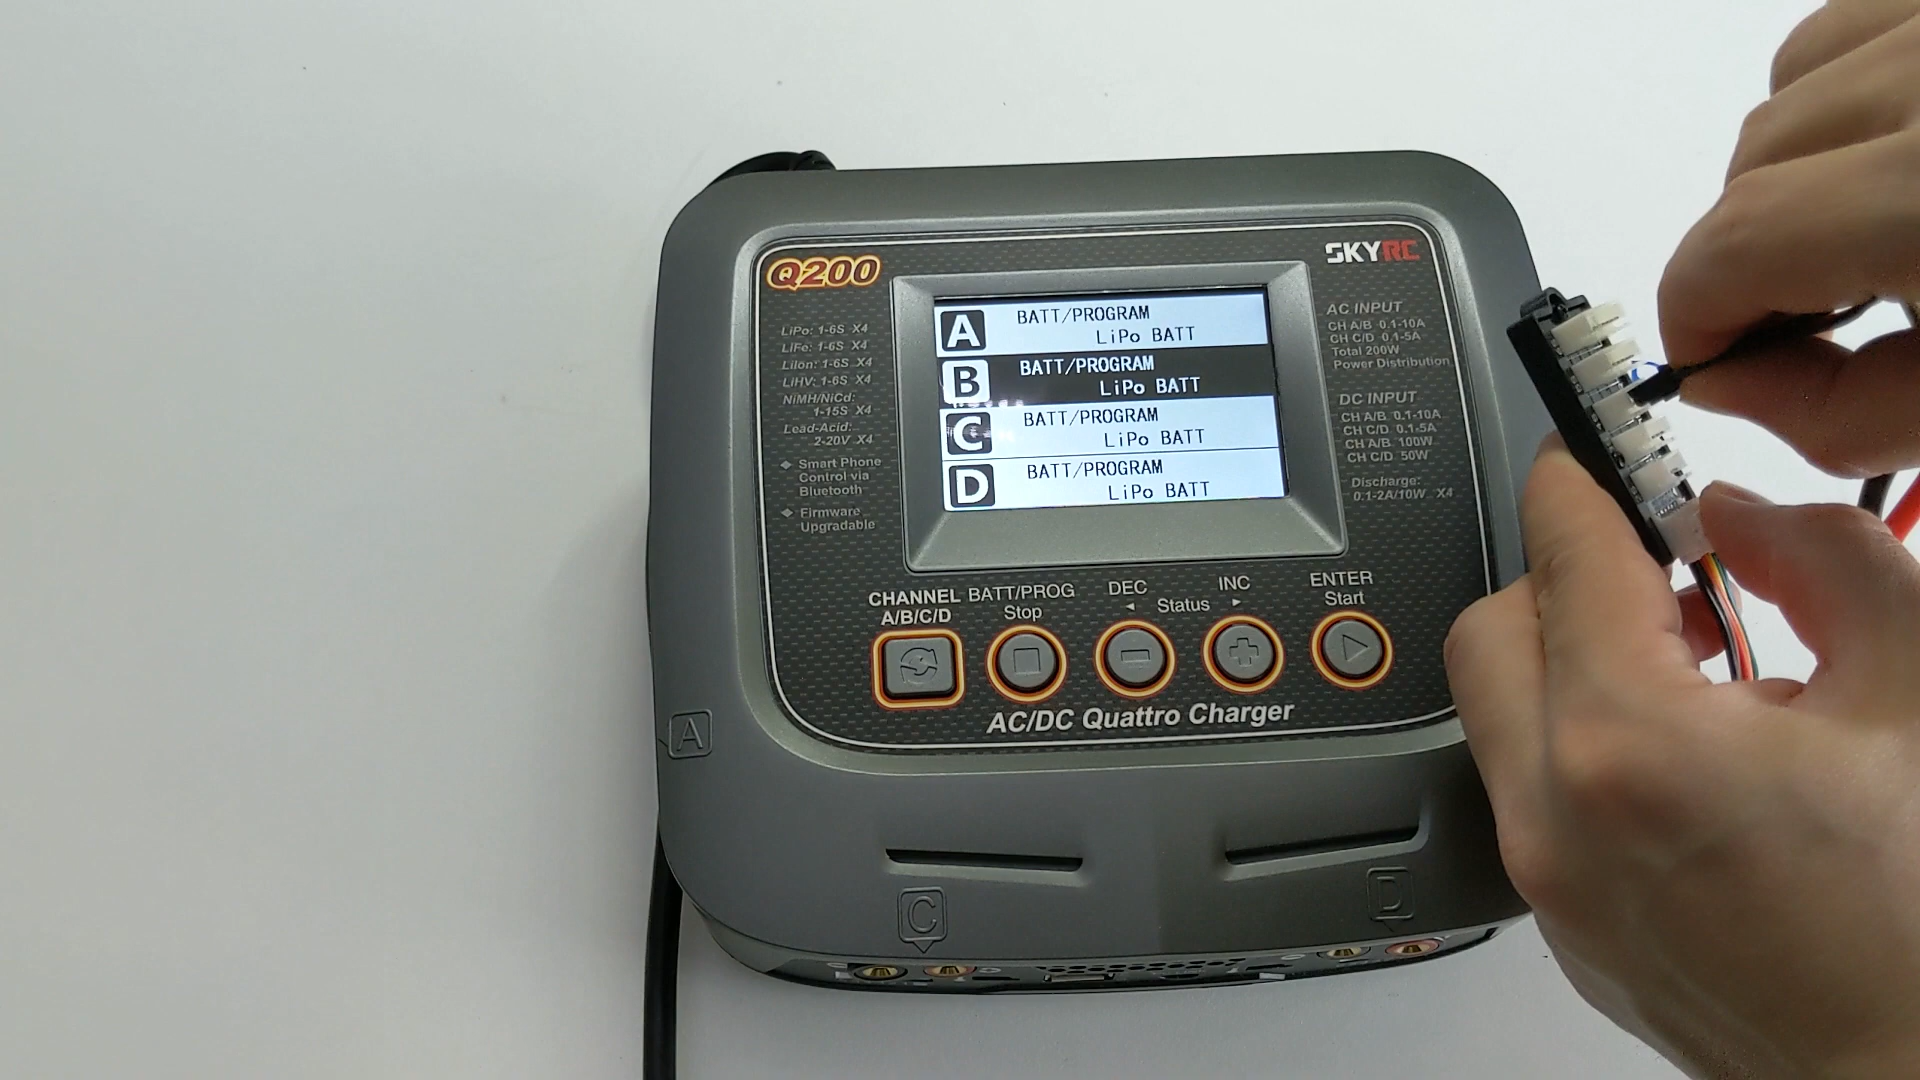 Q200
SKYRC
LiPo: 1-6S X4
LiFe: 1-6S X4
LiIon: 1-6S X4
LiHV: 1-6S X4
NiMH/NiCd:
1-15S X4
Lead-Acid:
2-20V X4
Smart Phone
Control via
Bluetooth
Firmware
Upgradable
A BATT/PROGRAM
LiPo BATT
B BATT/PROGRAM
LiPo BATT
C BATT/PROGRAM
LiPo BATT
D BATT/PROGRAM
LiPo BATT
AC INPUT
CH A/B 0.1-10A
CH C/D 0.1-5A
Total 200W
Power Distribution
DC INPUT
CH A/B 0.1-10A
CH C/D 0.1-5A
CH A/B 100W
CH C/D 50W
Discharge:
0.1-2A/10W X4
CHANNEL
A/B/C/D
BATT/PROG
Stop
DEC
Status
INC
ENTER
Start
AC/DC Quattro Charger
A
C
D